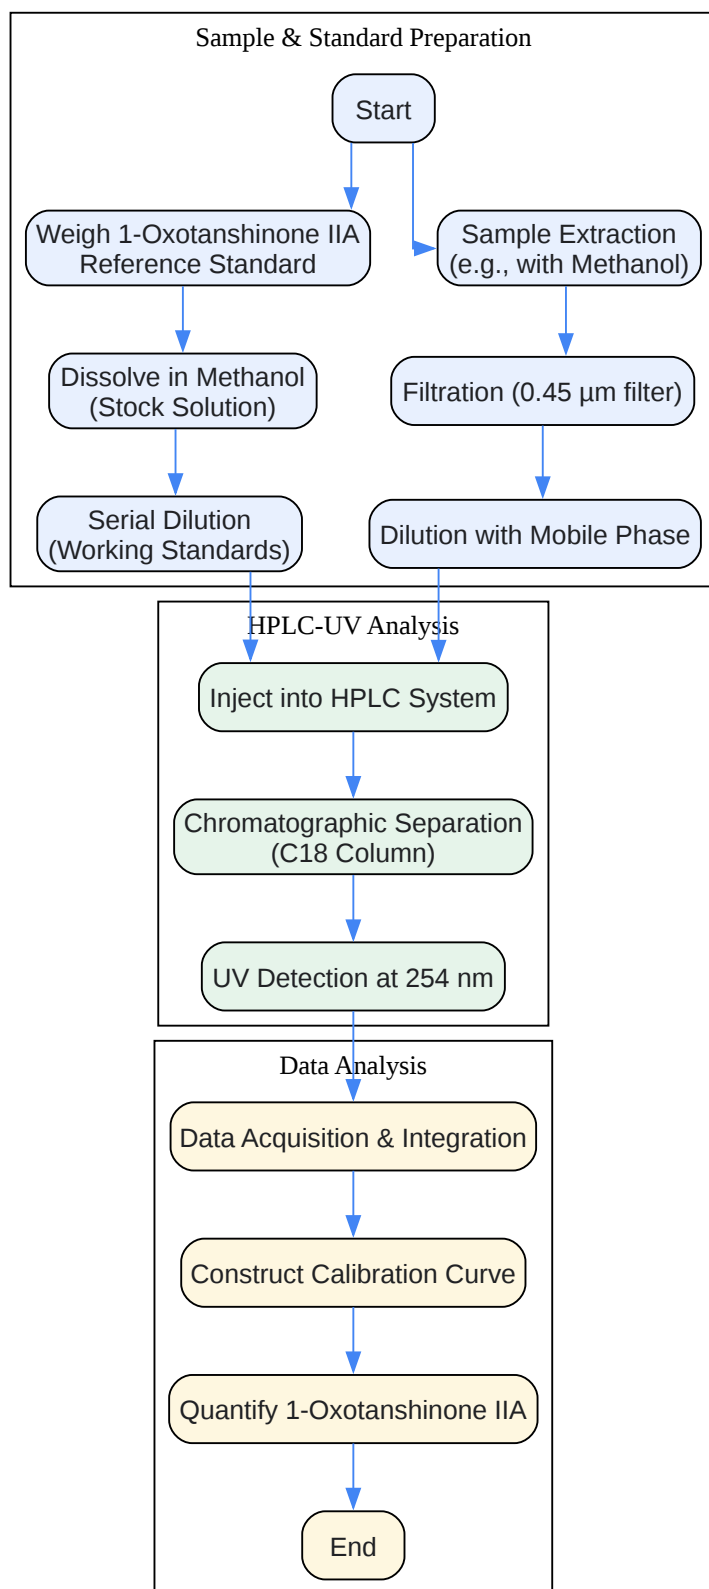 Sample & Standard Preparation
Start
Weigh 1-Oxotanshinone IIA
Reference Standard
Sample Extraction
(e.g., with Methanol)
Dissolve in Methanol
(Stock Solution)
Filtration (0.45 µm filter)
Serial Dilution
(Working Standards)
Dilution with Mobile Phase
HPLC-UV Analysis
Inject into HPLC System
Chromatographic Separation
(C18 Column)
UV Detection at 254 nm
Data Analysis
Data Acquisition & Integration
Construct Calibration Curve
Quantify 1-Oxotanshinone IIA
End